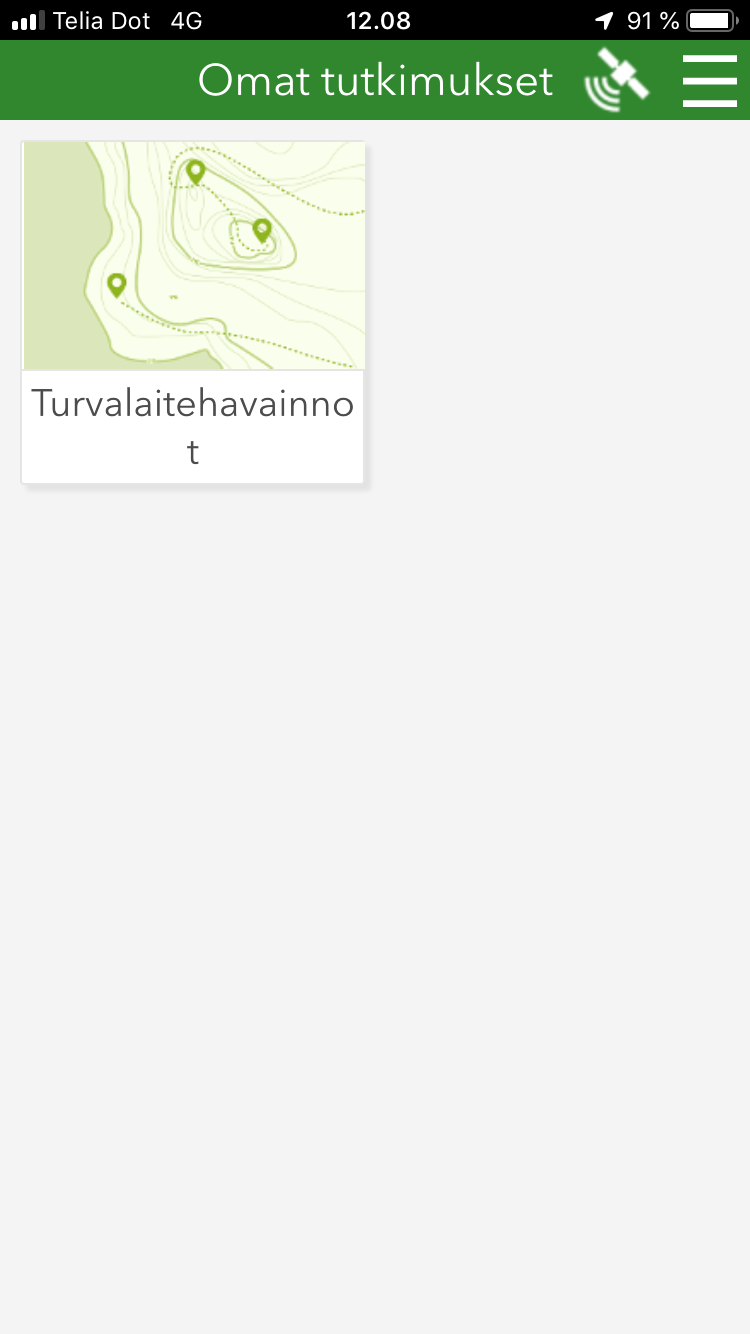 Telia Dot 4G 12.08 91 %
Omat tutkimukset
Turvalaitehavainno
t